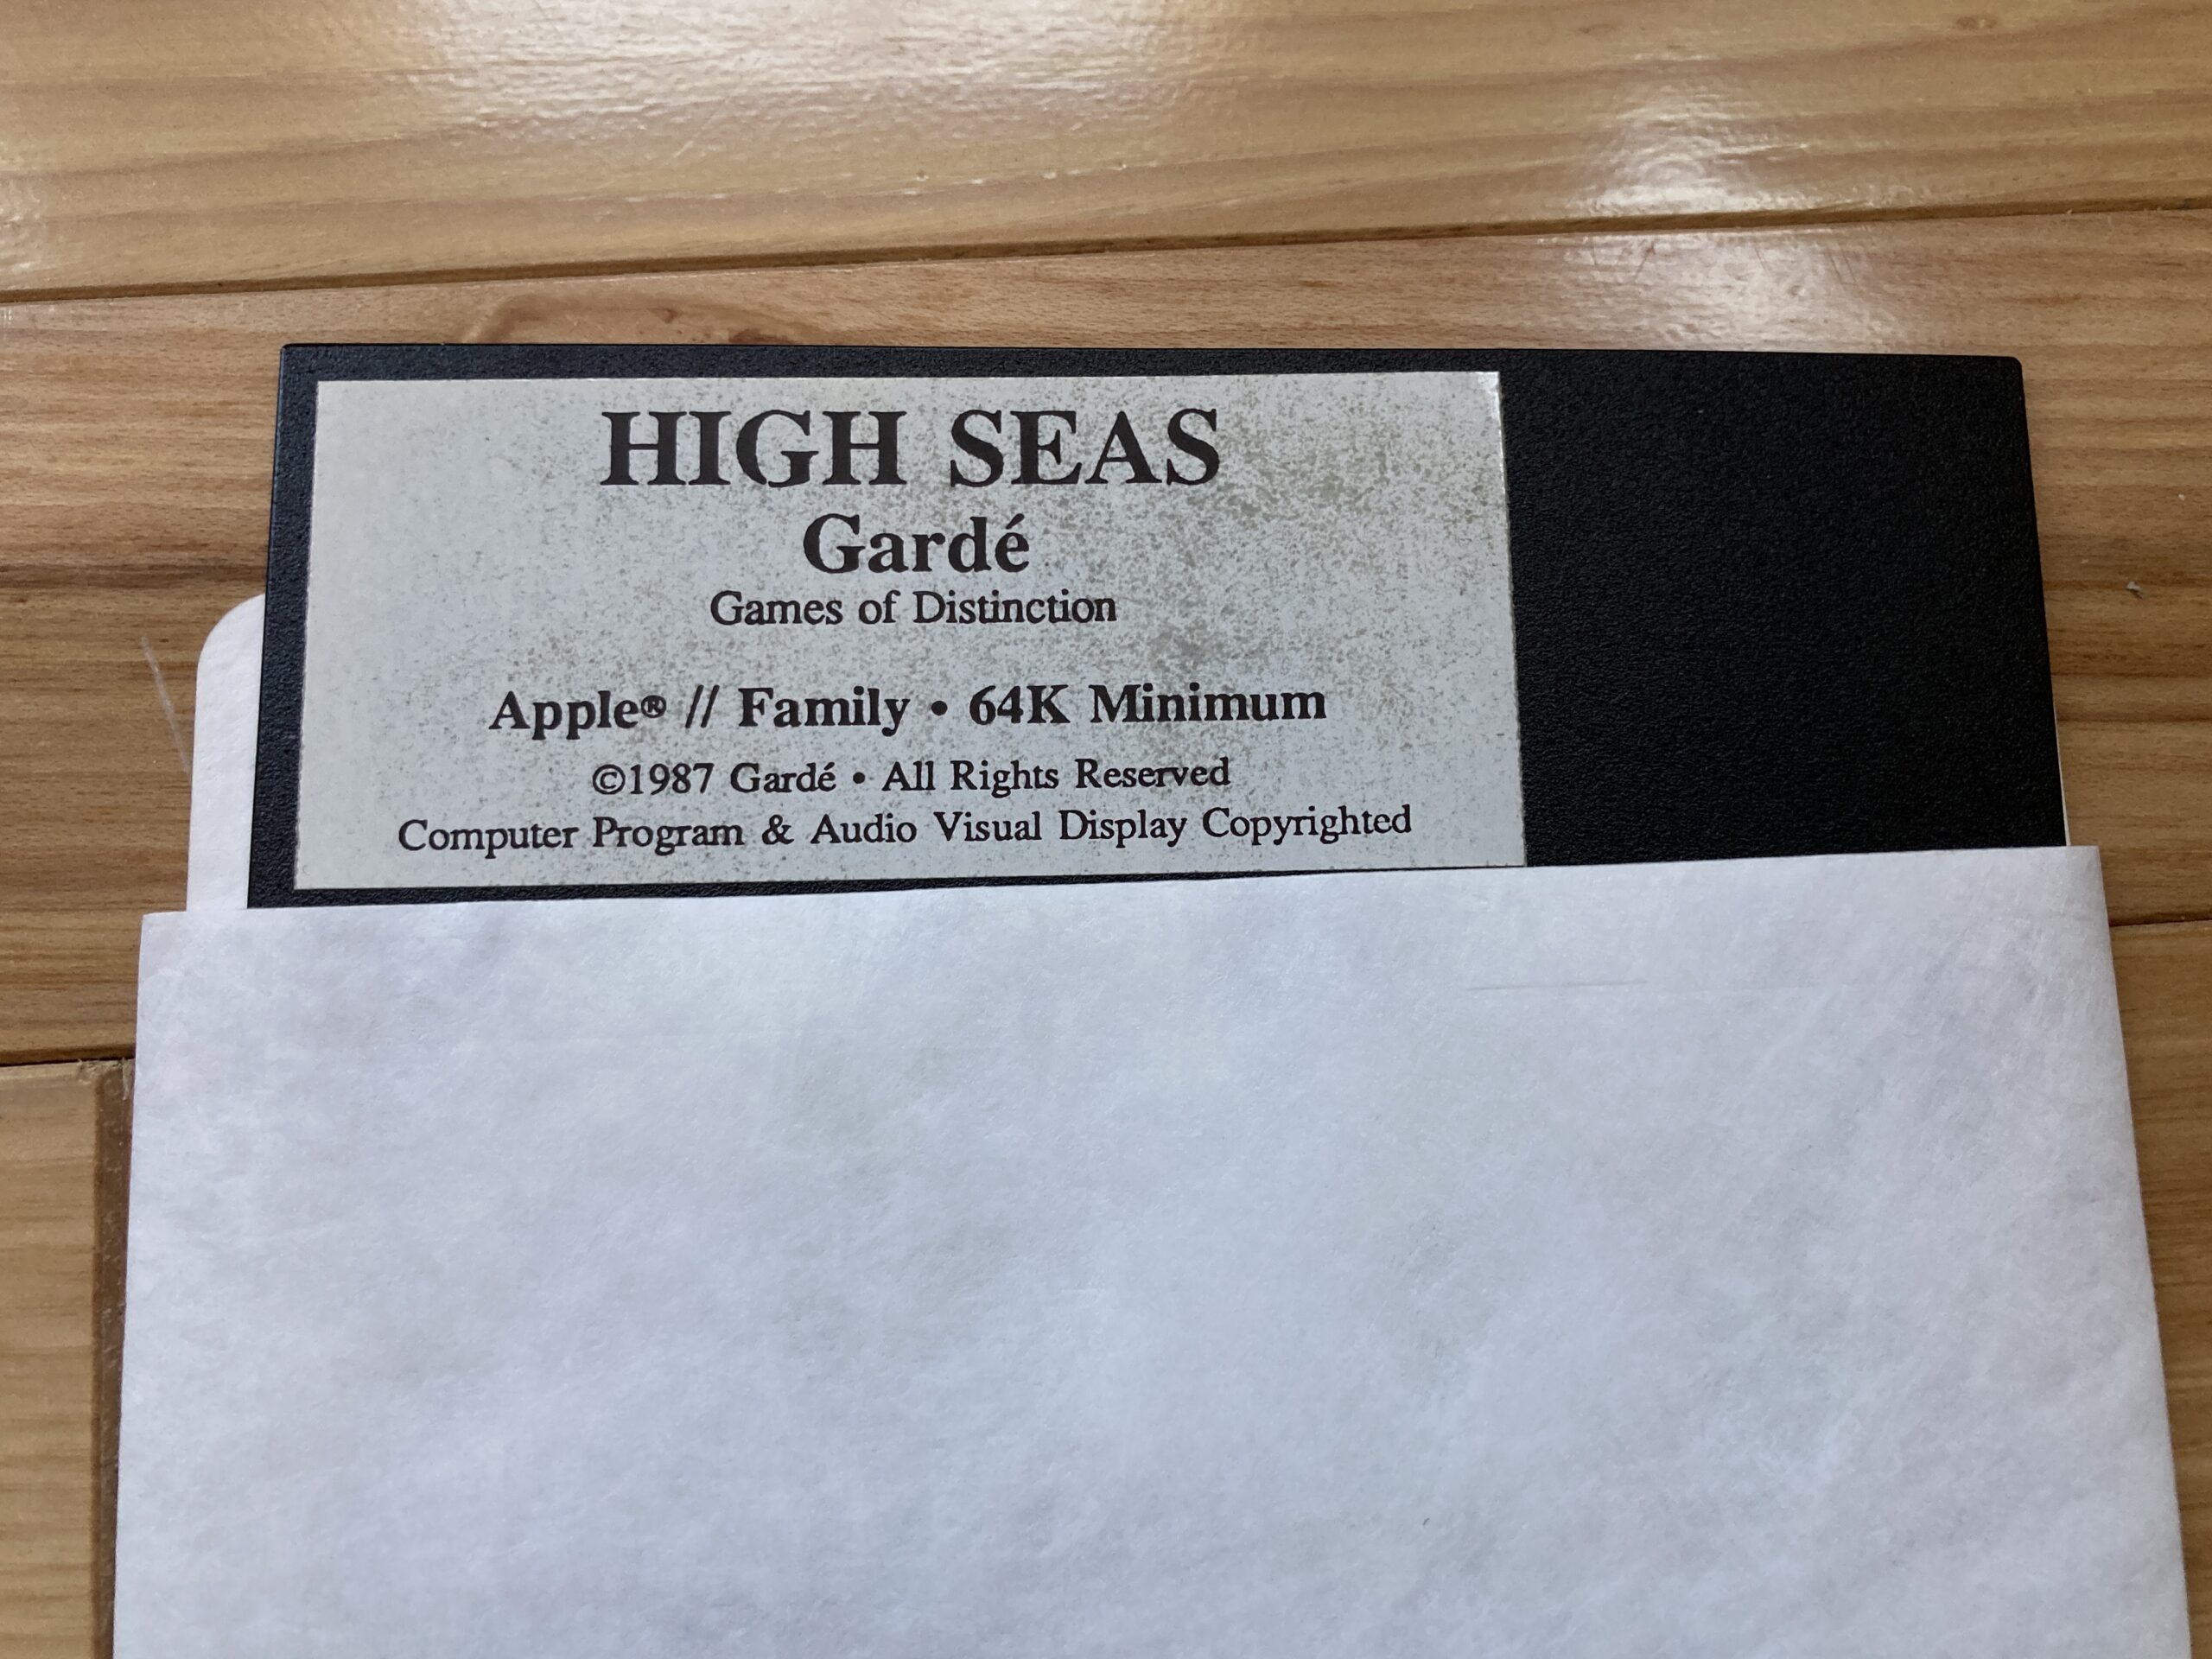 HIGH SEAS
Gardé
Games of Distinction
Apple® // Family • 64K Minimum
©1987 Gardé • All Rights Reserved
Computer Program & Audio Visual Display Copyrighted